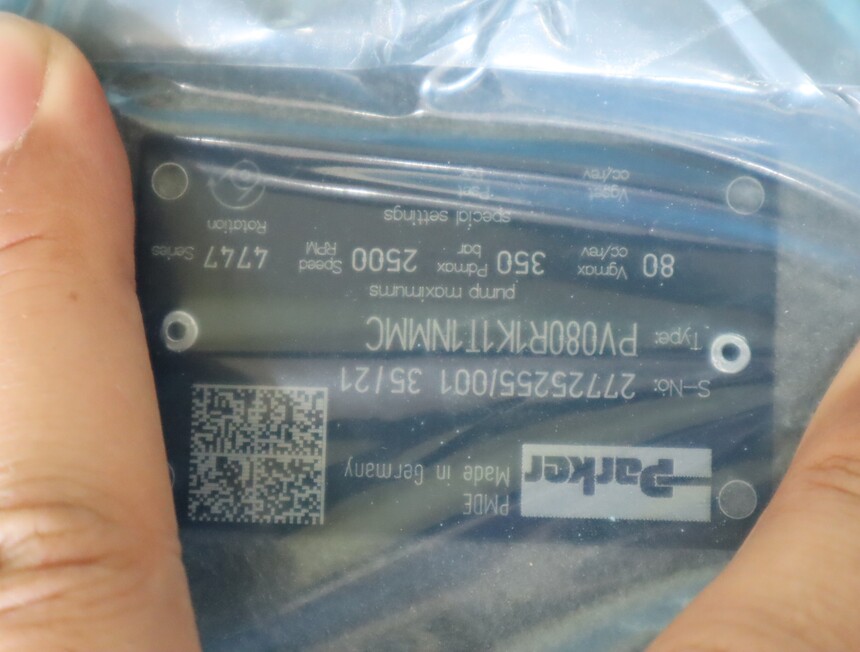 Parker
PMDE
Made in Germany
S-No: 27725255/001 35/21
Type: PV080R1K1T1NMMC
pump maximums
Vgmax cc/rev 80 Pdmax bar 350 Speed RPM 2500 Series 4747
special settings
Rotation
cc/rev